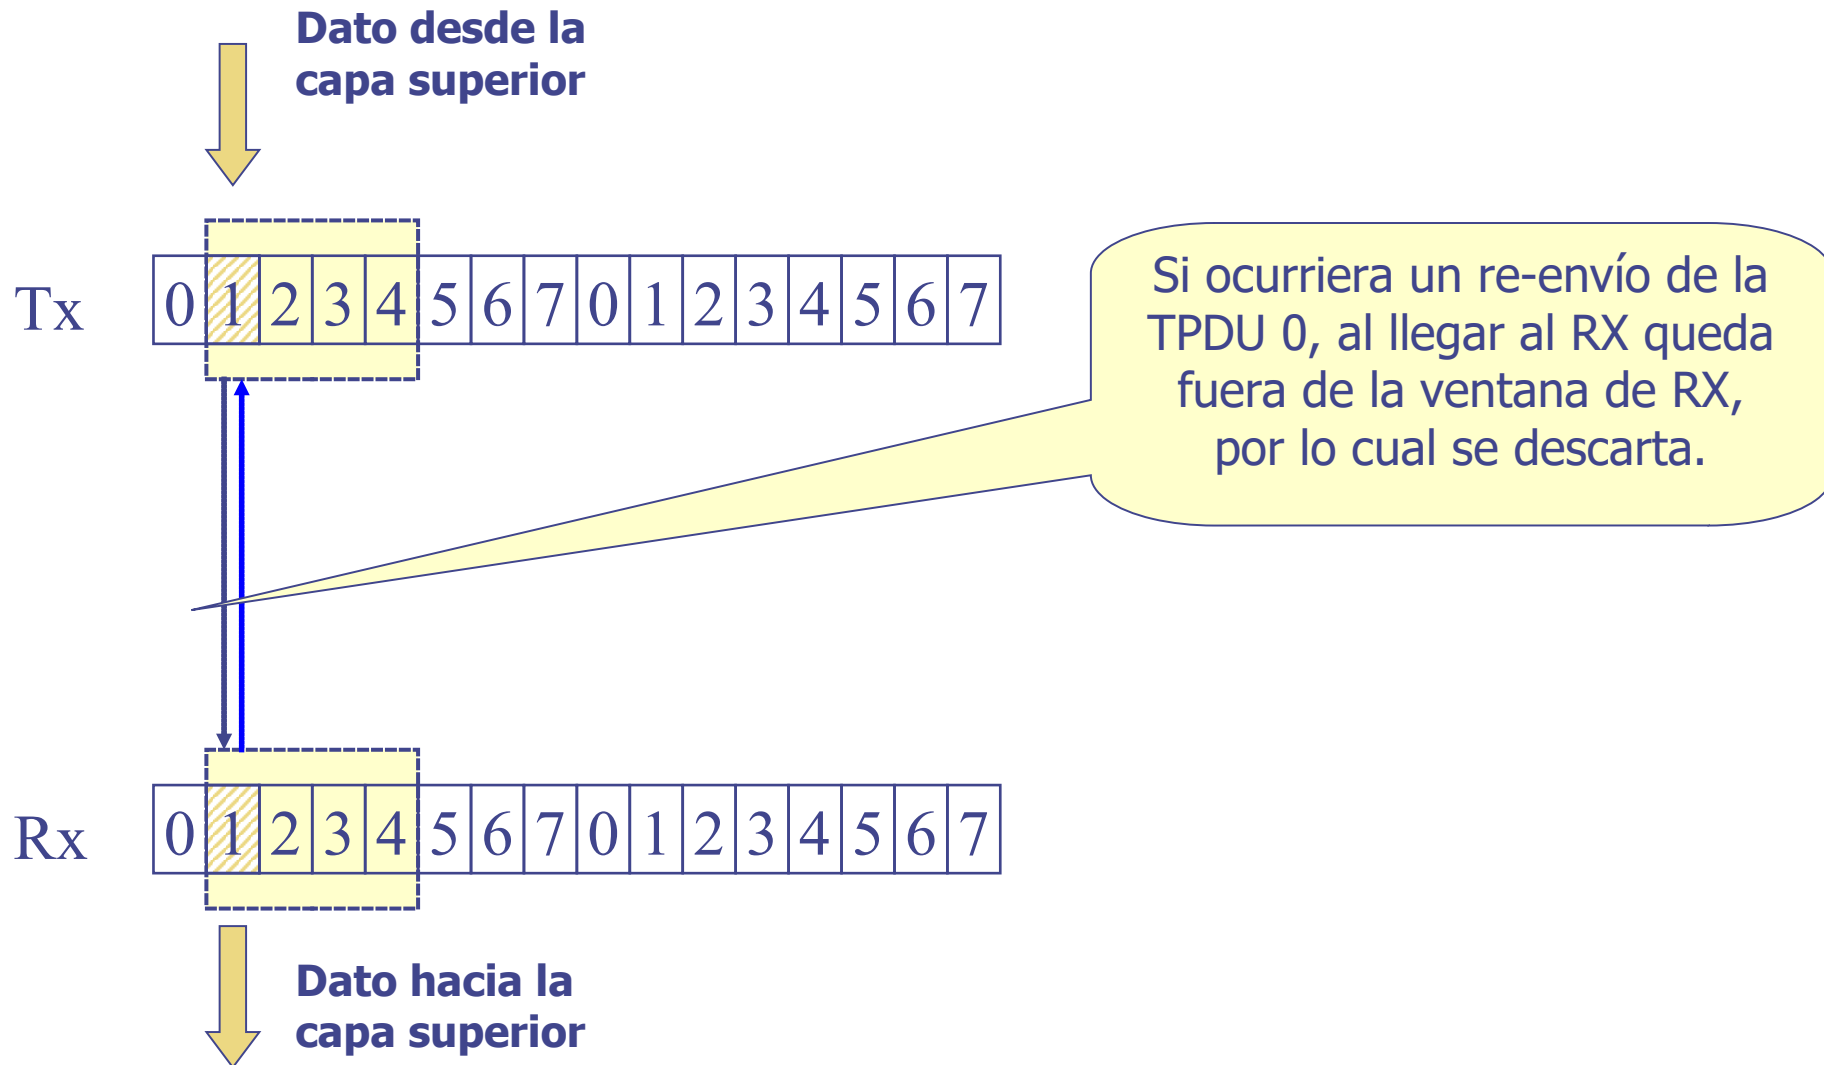 Dato desde la
capa superior
Tx
0 1 2 3 4 5 6 7 0 1 2 3 4 5 6 7
Si ocurriera un re-envío de la
TPDU 0, al llegar al RX queda
fuera de la ventana de RX,
por lo cual se descarta.
Rx
0 1 2 3 4 5 6 7 0 1 2 3 4 5 6 7
Dato hacia la
capa superior